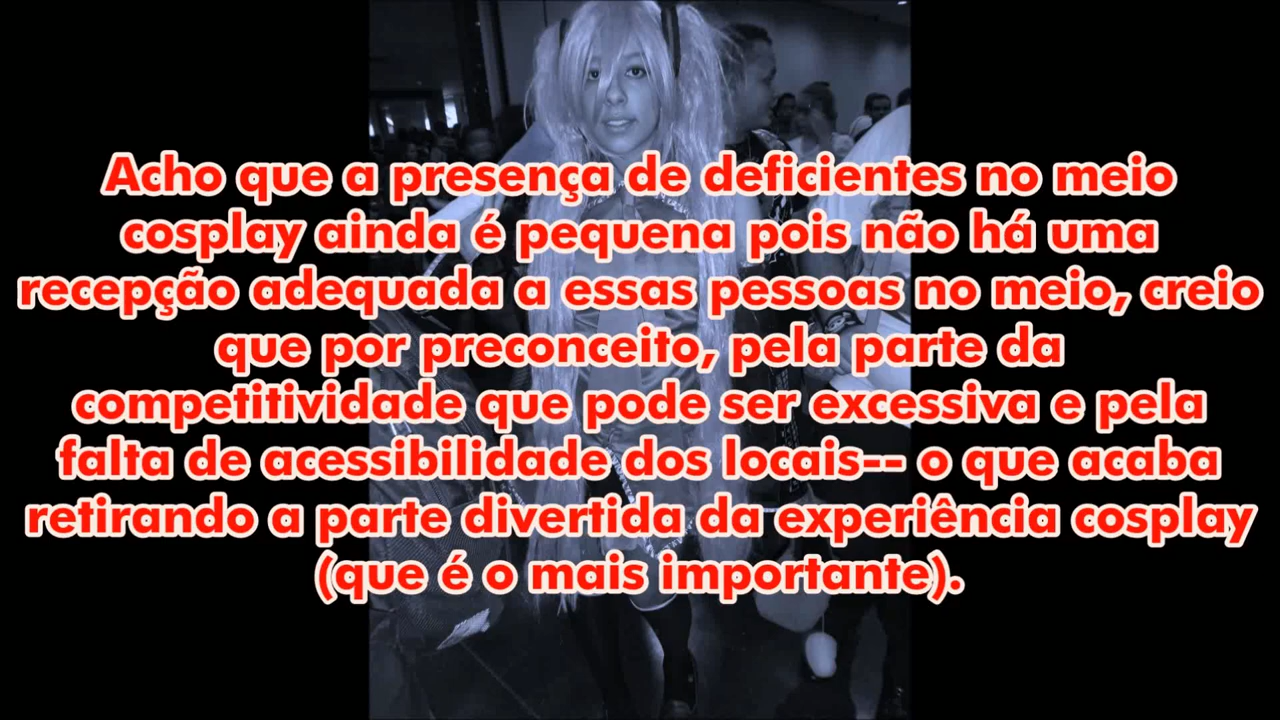 Acho que a presença de deficientes no meio
cosplay ainda é pequena pois não há uma
recepção adequada a essas pessoas no meio, creio
que por preconceito, pela parte da
competitividade que pode ser excessiva e pela
falta de acessibilidade dos locais-- o que acaba
retirando a parte divertida da experiência cosplay
(que é o mais importante).